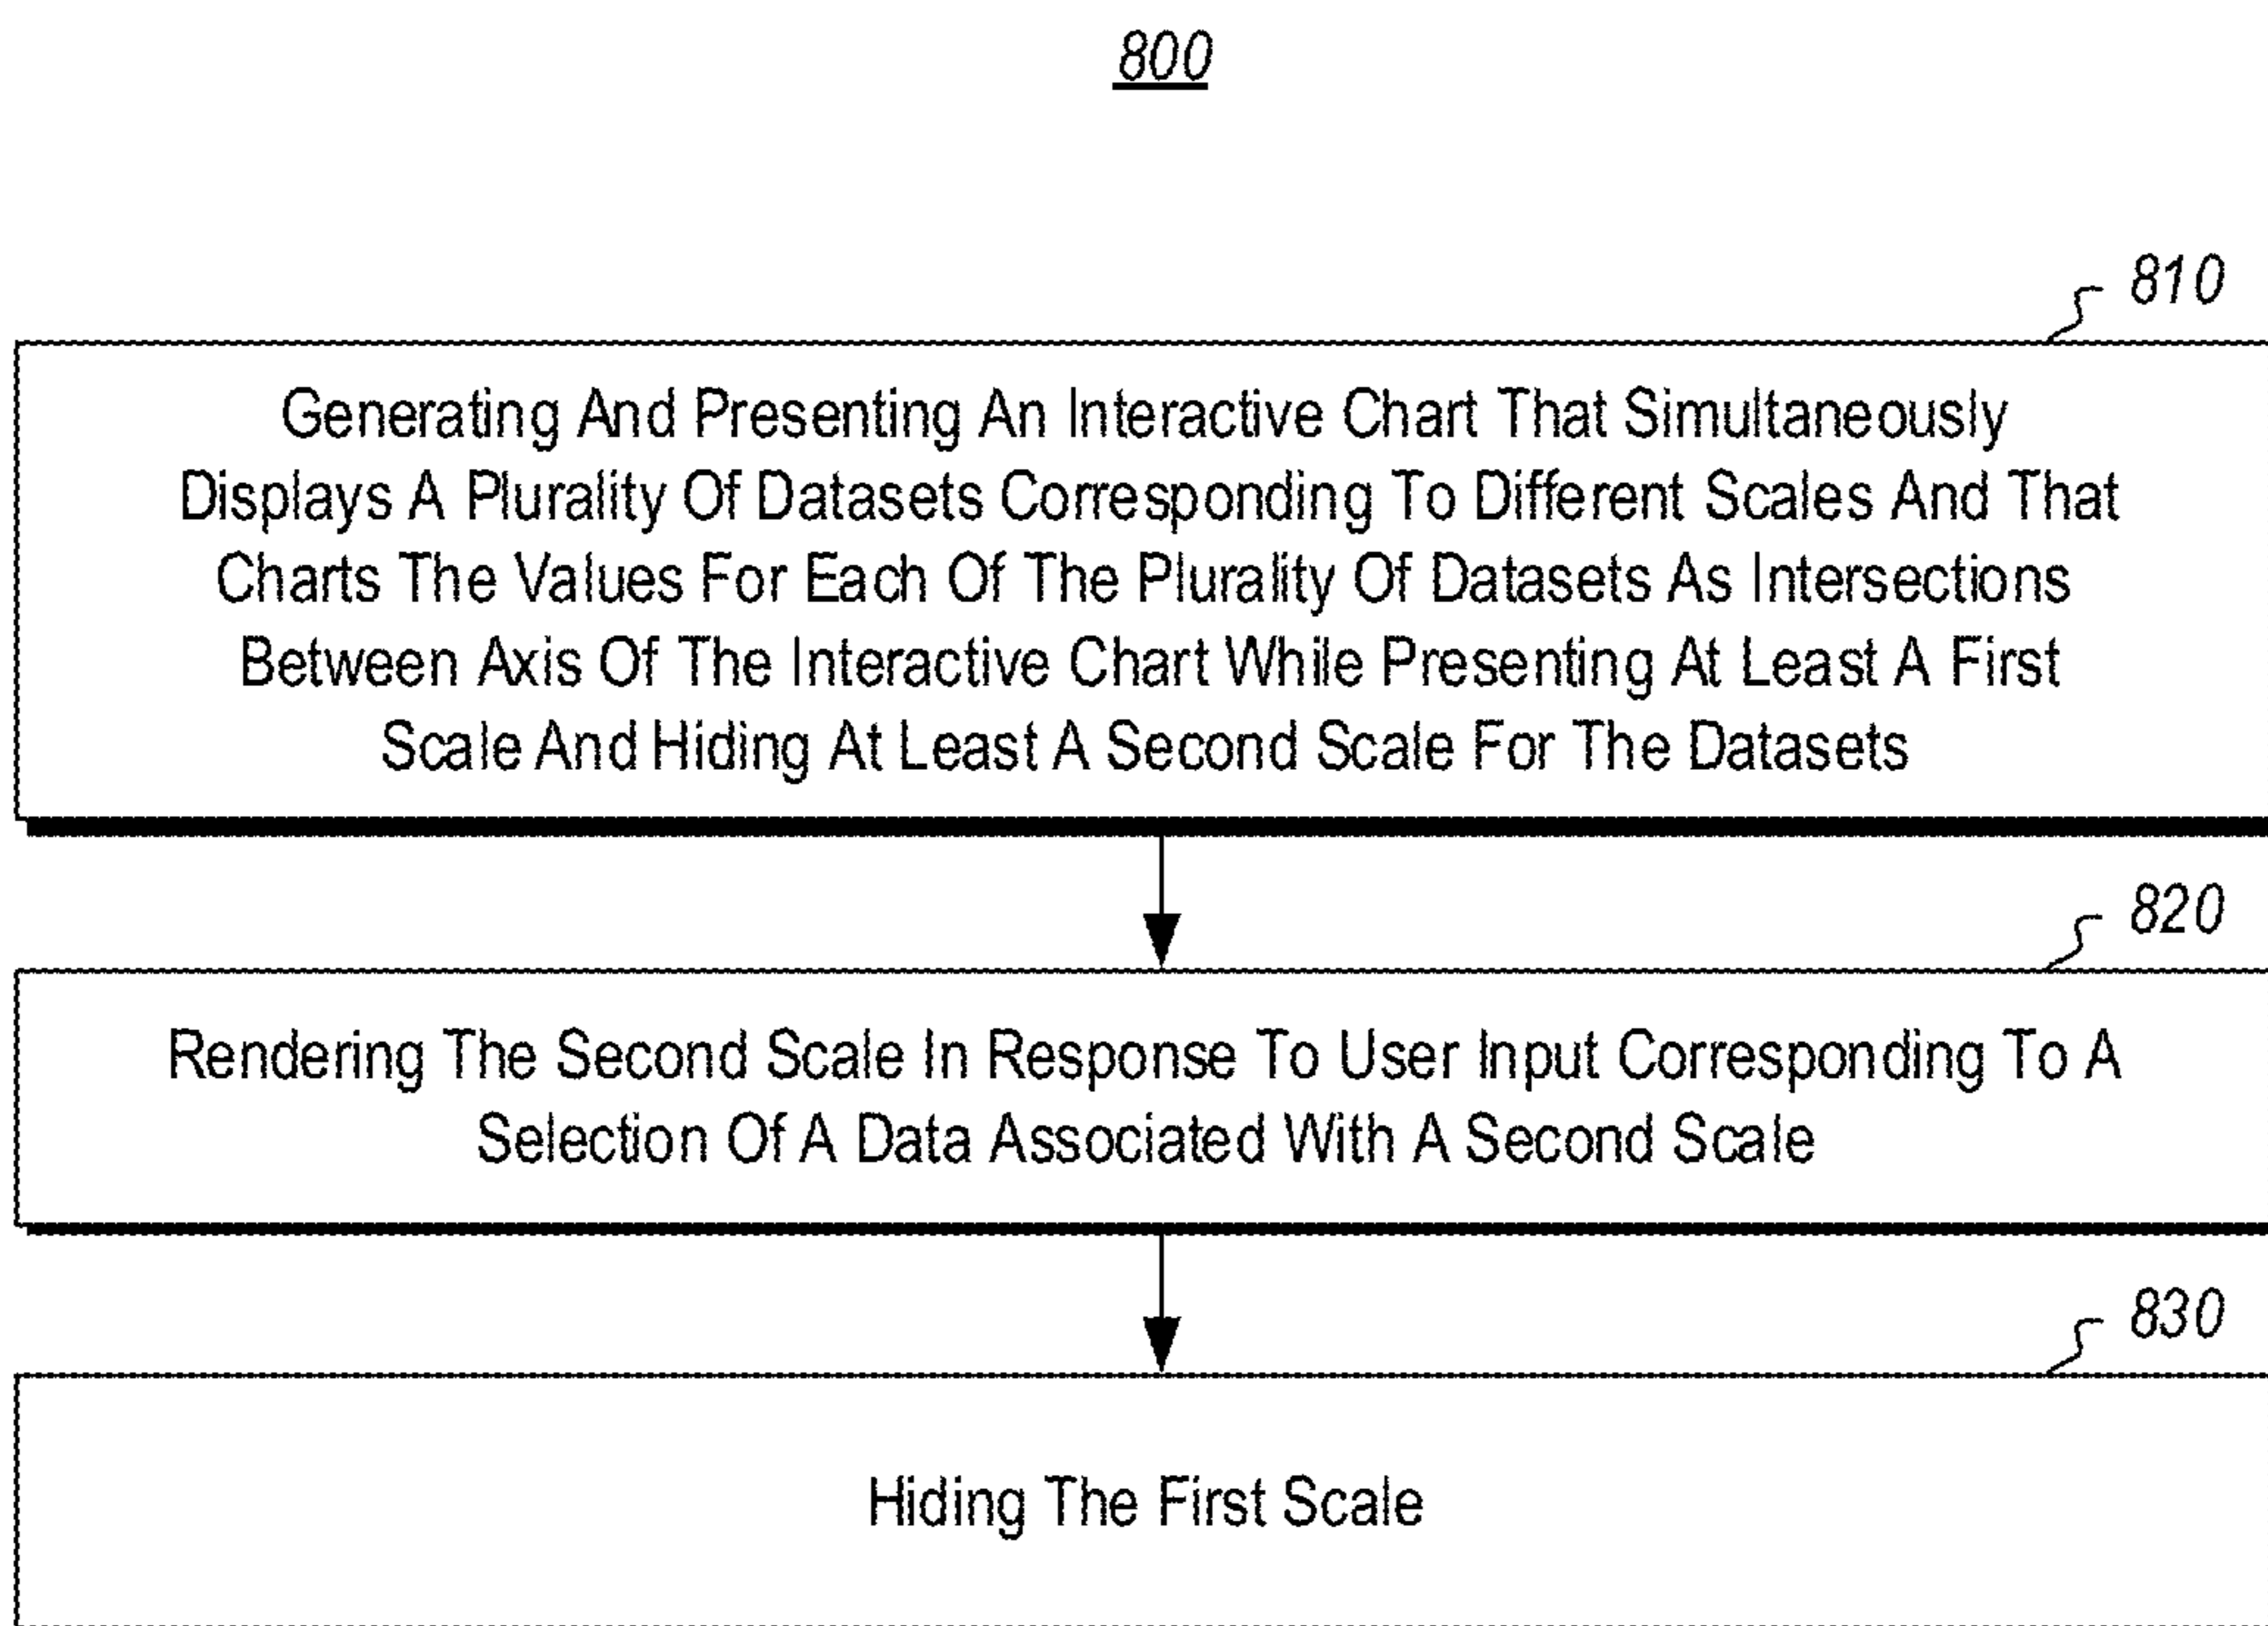 800
810
Generating And Presenting An Interactive Chart That Simultaneously
Displays A Plurality Of Datasets Corresponding To Different Scales And That
Charts The Values For Each Of The Plurality Of Datasets As Intersections
Between Axis Of The Interactive Chart While Presenting At Least A First
Scale And Hiding At Least A Second Scale For The Datasets
820
Rendering The Second Scale In Response To User Input Corresponding To A
Selection Of A Data Associated With A Second Scale
830
Hiding The First Scale